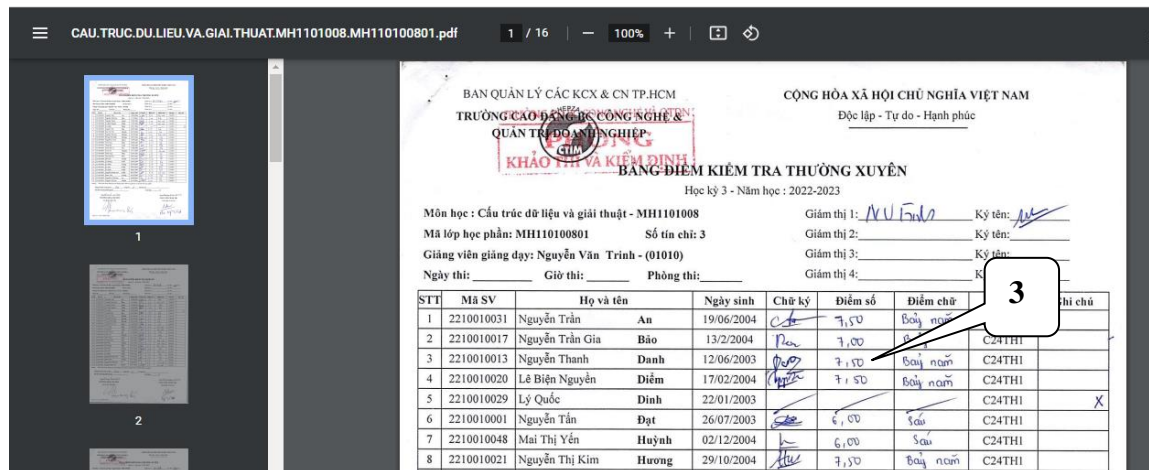 CAU.TRUC.DU.LIEU.VA.GIAI.THUAT.MH1101008.MH110100801.pdf 1 / 16 100%
1
2
BAN QUẢN LÝ CÁC KCX & CN TP.HCM
TRƯỜNG CAO ĐẲNG BC CÔNG NGHỆ &
QUẢN TRỊ DOANH NGHIỆP
HEPZA
PHÒNG
CTIM
KHẢO THÍ VÀ KIỂM ĐỊNH
CỘNG HÒA XÃ HỘI CHỦ NGHĨA VIỆT NAM
Độc lập - Tự do - Hạnh phúc
BẢNG ĐIỂM KIỂM TRA THƯỜNG XUYÊN
Học kỳ 3 - Năm học : 2022-2023
Môn học : Cấu trúc dữ liệu và giải thuật - MH1101008
Mã lớp học phần: MH110100801 Số tín chỉ: 3
Giảng viên giảng dạy: Nguyễn Văn Trinh - (01010)
Ngày thi: Giờ thi: Phòng thi:
Giám thị 1: Ký tên:
Giám thị 2: Ký tên:
Giám thị 3: Ký tên:
Giám thị 4:
3
STT Mã SV Họ và tên Ngày sinh Chữ ký Điểm số Điểm chữ Ghi chú
1 2210010031 Nguyễn Trần An 19/06/2004 7,50 Bảy năm
2 2210010017 Nguyễn Trần Gia Bảo 13/2/2004 7,00 C24TH1
3 2210010013 Nguyễn Thanh Danh 12/06/2003 7,50 Bảy năm C24TH1
4 2210010020 Lê Biện Nguyễn Diễm 17/02/2004 7,50 Bảy năm C24TH1
5 2210010029 Lý Quốc Dinh 22/01/2003 C24TH1 X
6 2210010001 Nguyễn Tấn Đạt 26/07/2003 6,00 Sáu C24TH1
7 2210010048 Mai Thị Yến Huỳnh 02/12/2004 6,00 Sáu C24TH1
8 2210010021 Nguyễn Thị Kim Hương 29/10/2004 7,50 Bảy năm C24TH1